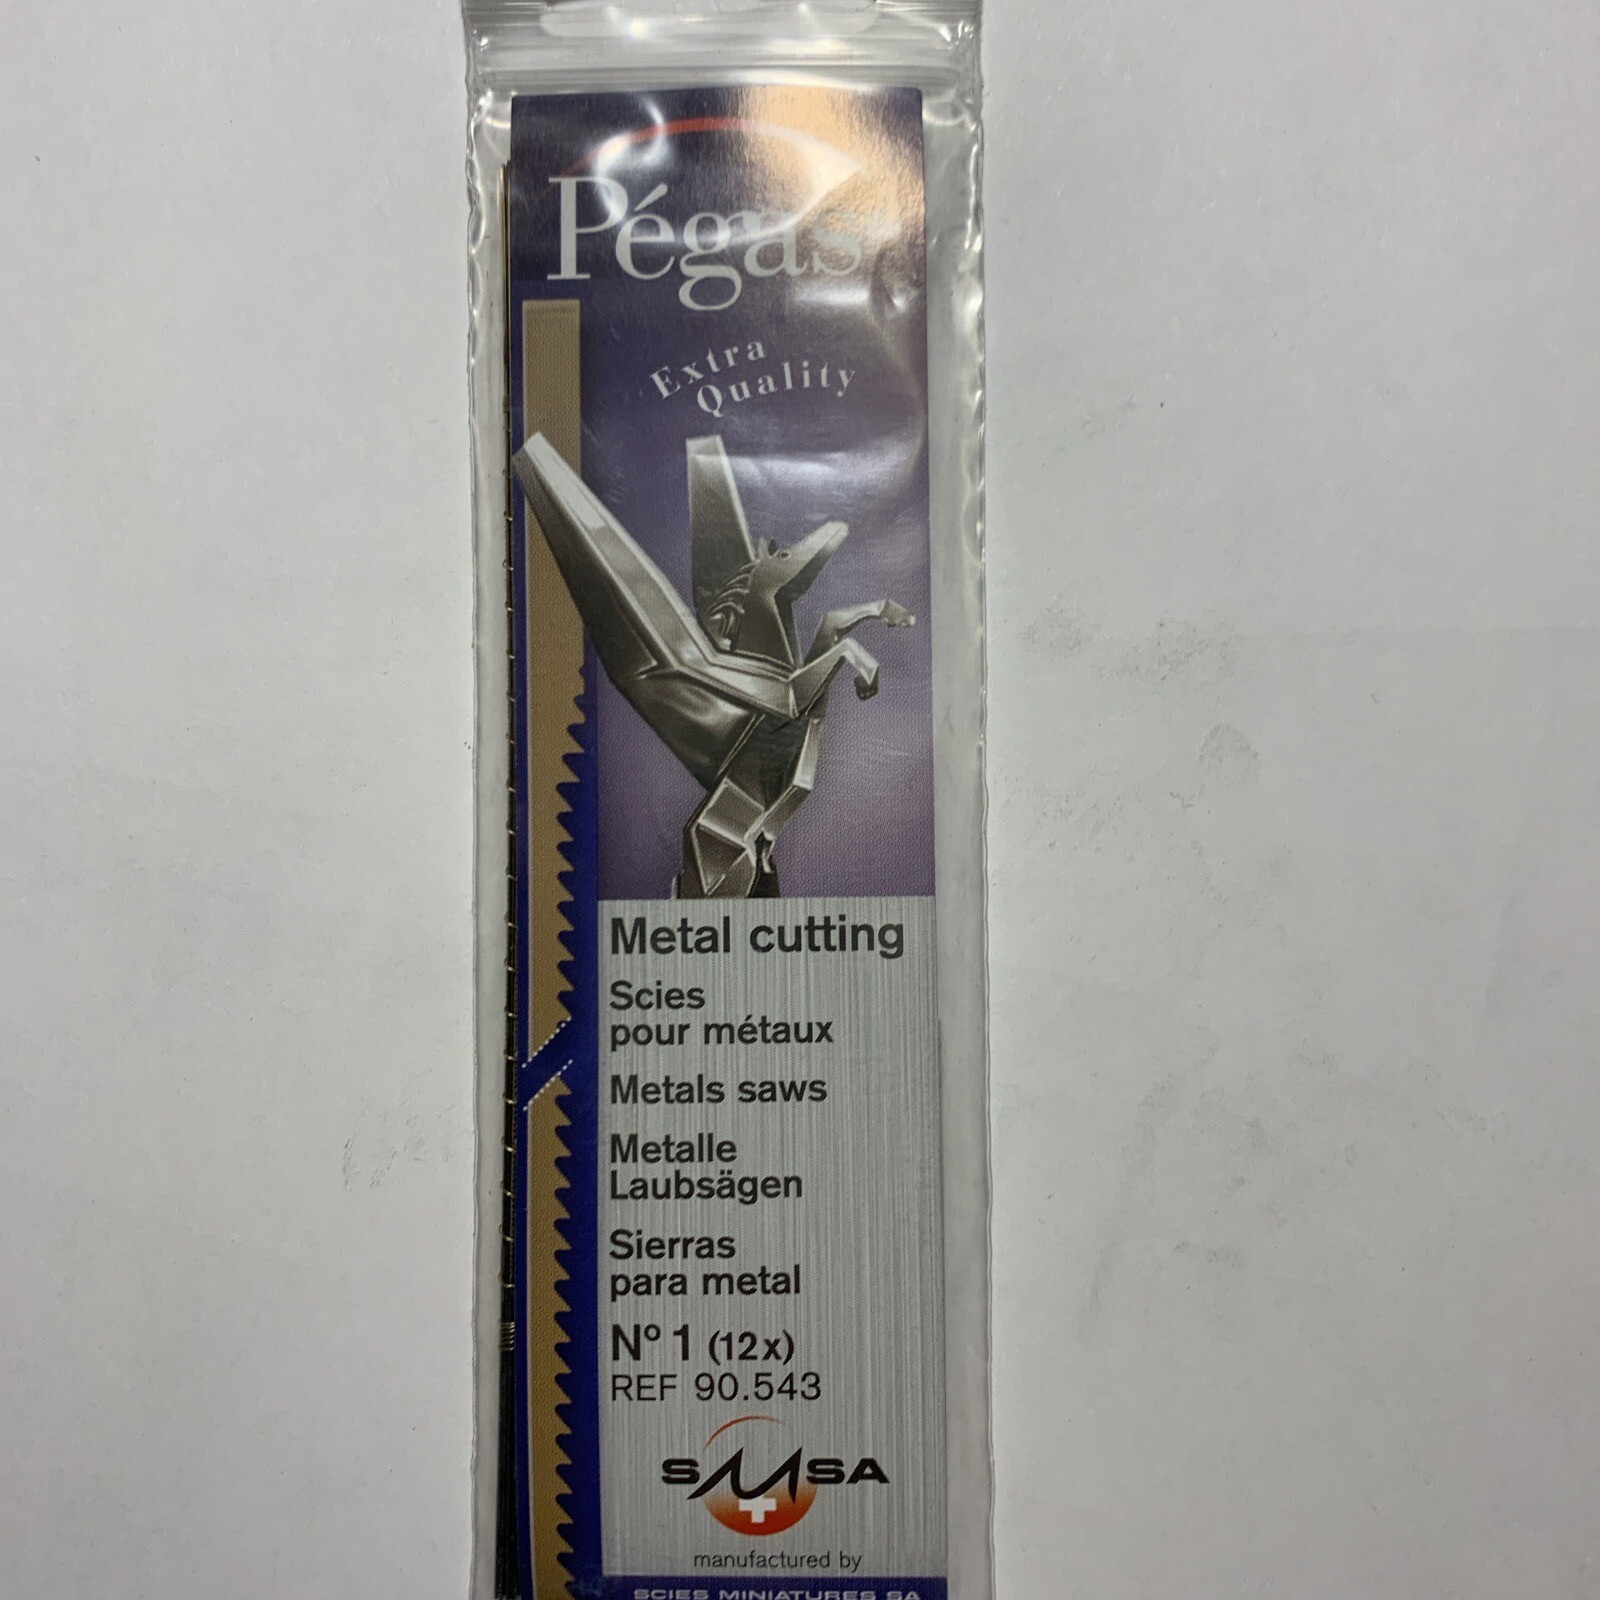 Pégas
Extra
Quality
Metal cutting
Scies
pour métaux
Metals saws
Metalle
Laubsägen
Sierras
para metal
Nº 1 (12x)
REF 90.543
SMSA
manufactured by
SCIES MINIATURES SA